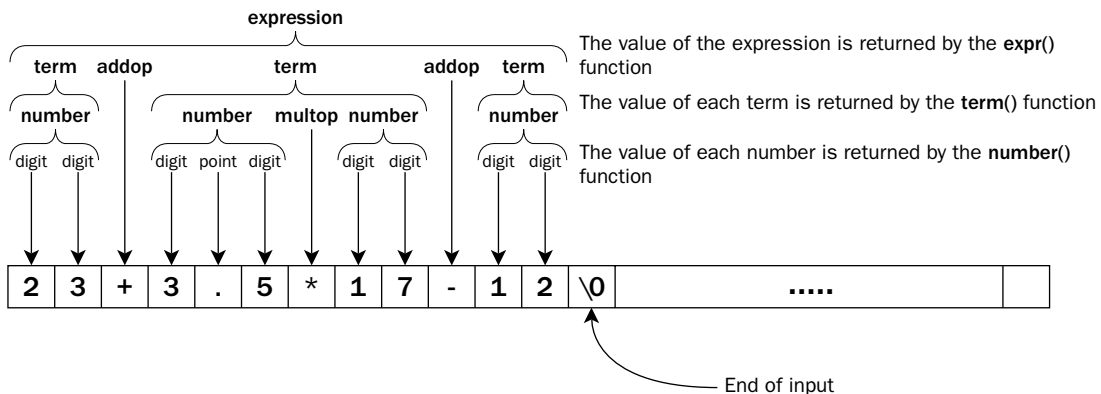 expression
The value of the expression is returned by the expr()
function
term addop term addop term
The value of each term is returned by the term() function
number number multop number number
The value of each number is returned by the number()
function
digit digit digit point digit digit digit digit digit
2 3 + 3 . 5 * 1 7 - 1 2 \0 .....
End of input